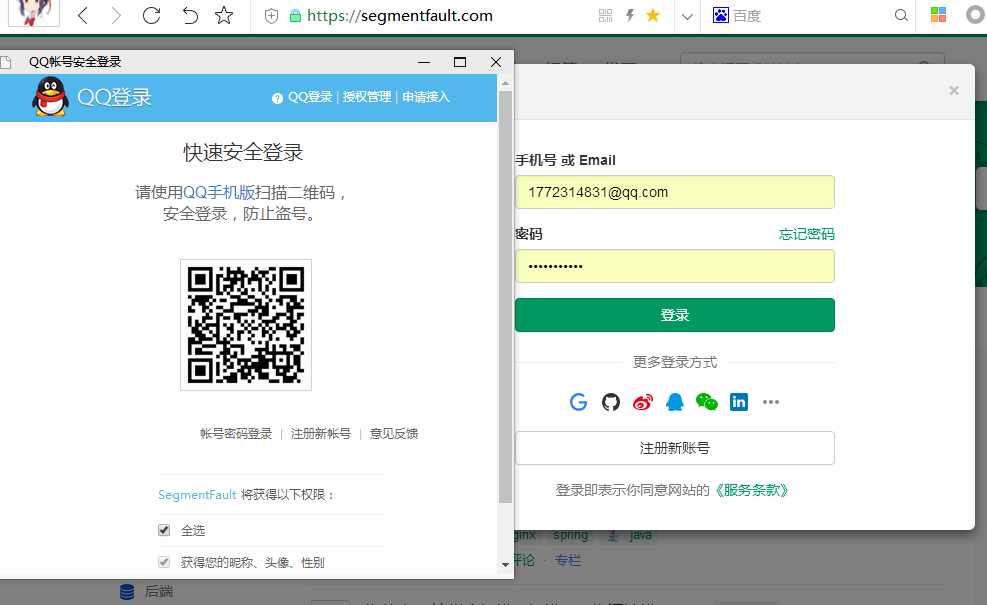 https://segmentfault.com
百度
QQ帐号安全登录
QQ登录
QQ登录 | 授权管理 | 申请接入
快速安全登录
请使用QQ手机版扫描二维码，
安全登录，防止盗号。
帐号密码登录 | 注册新帐号 | 意见反馈
SegmentFault 将获得以下权限：
全选
获得您的昵称、头像、性别
×
手机号 或 Email
1772314831@qq.com
密码
忘记密码
•••••••••••
登录
更多登录方式
注册新账号
登录即表示你同意网站的《服务条款》
spring
java
评论 · 专栏
后端